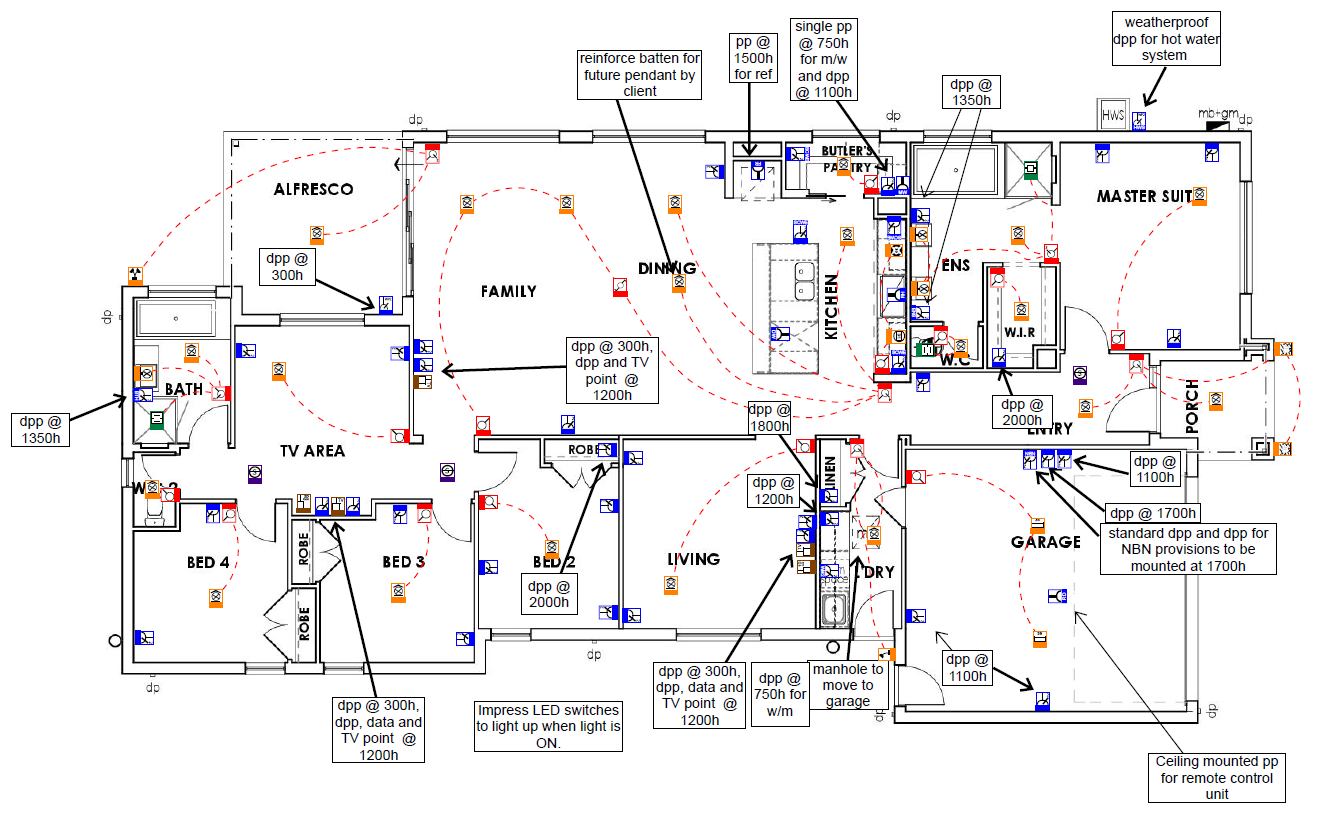 weatherproof
dpp for hot water
system
single pp
@ 750h
for m/w
and dpp
@ 1100h
pp @
1500h
for ref
reinforce batten for
future pendant by
client
dpp @
1350h
HWS
mb+gm
dp
dp
dp
BUTLER'S
PANTRY
ALFRESCO
MASTER SUIT
dpp @
300h
DINING
ENS
FAMILY
KITCHEN
dp
W.I.R
dpp @ 300h,
dpp and TV
point @
1200h
W.C
BATH
dpp @
1350h
dpp @
2000h
PORCH
dpp @
1800h
ENTRY
TV AREA
ROBE
LINEN
dpp @
1100h
dpp @
1200h
dpp @ 1700h
standard dpp and dpp for
NBN provisions to be
mounted at 1700h
GARAGE
BED 4
ROBE
BED 3
BED 2
LIVING
L'DRY
dpp @
2000h
ROBE
dp
dpp @
1100h
dp
dpp @ 300h,
dpp, data and
TV point @
1200h
dpp @
750h for
w/m
manhole to
move to
garage
dp
dp
dpp @ 300h,
dpp, data and
TV point @
1200h
Impress LED switches
to light up when light is
ON.
Ceiling mounted pp
for remote control
unit